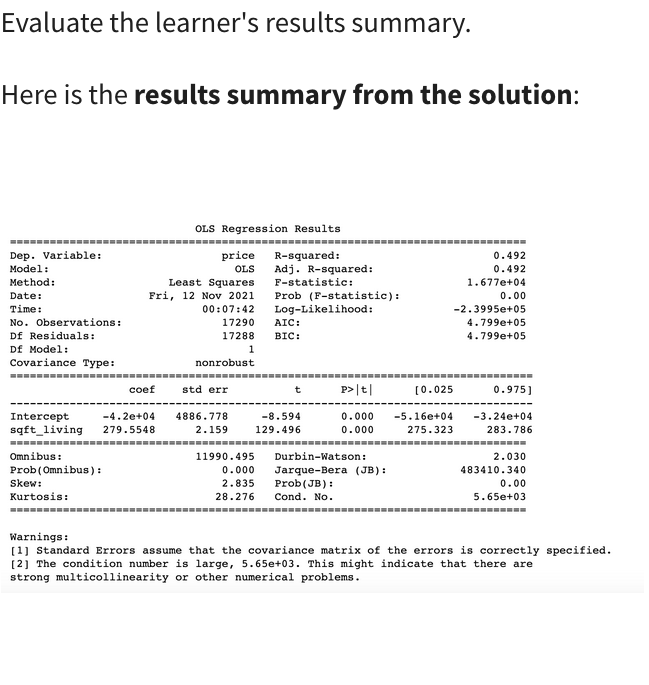 Evaluate the learner's results summary.
Here is the results summary from the solution:
OLS Regression Results
==============================================================================
Dep. Variable: price R-squared: 0.492
Model: OLS Adj. R-squared: 0.492
Method: Least Squares F-statistic: 1.677e+04
Date: Fri, 12 Nov 2021 Prob (F-statistic): 0.00
Time: 00:07:42 Log-Likelihood: -2.3995e+05
No. Observations: 17290 AIC: 4.799e+05
Df Residuals: 17288 BIC: 4.799e+05
Df Model: 1
Covariance Type: nonrobust
===============================================================================
coef std err t P>|t| [0.025 0.975]
-------------------------------------------------------------------------------
Intercept -4.2e+04 4886.778 -8.594 0.000 -5.16e+04 -3.24e+04
sqft_living 279.5548 2.159 129.496 0.000 275.323 283.786
==============================================================================
Omnibus: 11990.495 Durbin-Watson: 2.030
Prob(Omnibus): 0.000 Jarque-Bera (JB): 483410.340
Skew: 2.835 Prob(JB): 0.00
Kurtosis: 28.276 Cond. No. 5.65e+03
==============================================================================
Warnings:
[1] Standard Errors assume that the covariance matrix of the errors is correctly specified.
[2] The condition number is large, 5.65e+03. This might indicate that there are
strong multicollinearity or other numerical problems.